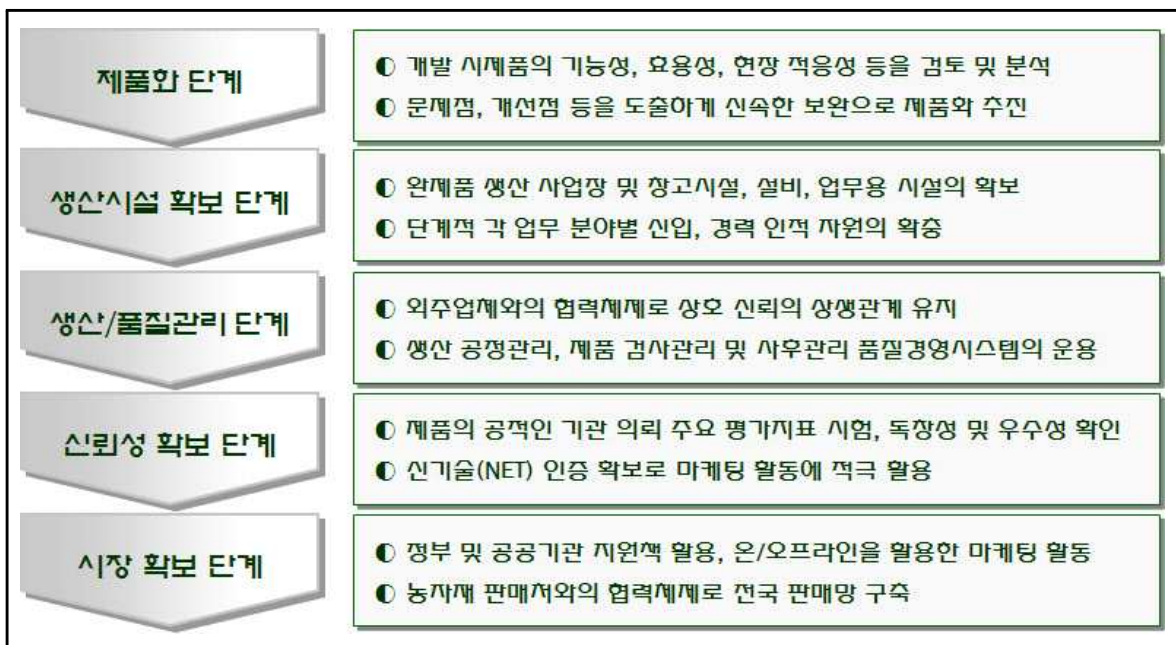 제품화 단계
◐ 개발 시제품의 기능성, 효용성, 현장 적응성 등을 검토 및 분석
◐ 문제점, 개선점 등을 도출하게 신속한 보완으로 제품화 추진
생산시설 확보 단계
◐ 완제품 생산 사업장 및 창고시설, 설비, 업무용 시설의 확보
◐ 단계적 각 업무 분야별 신입, 경력 인적 자원의 확충
생산/품질관리 단계
◐ 외주업체와의 협력체제로 상호 신뢰의 상생관계 유지
◐ 생산 공정관리, 제품 검사관리 및 사후관리 품질경영시스템의 운용
신뢰성 확보 단계
◐ 제품의 공적인 기관 의뢰 주요 평가지표 시험, 독창성 및 우수성 확인
◐ 신기술(NET) 인증 확보로 마케팅 활동에 적극 활용
시장 확보 단계
◐ 정부 및 공공기관 지원책 활용, 온/오프라인을 활용한 마케팅 활동
◐ 농자재 판매처와의 협력체제로 전국 판매망 구축